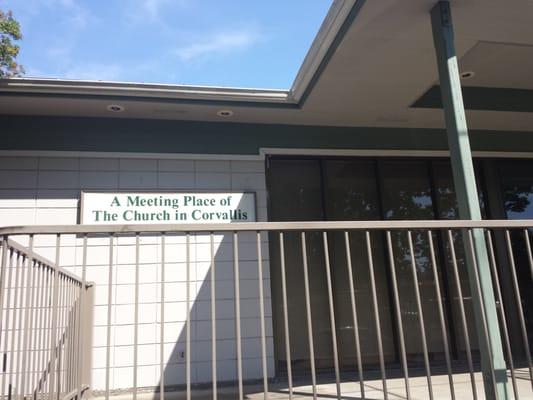 A Meeting Place of
The Church in Corvallis